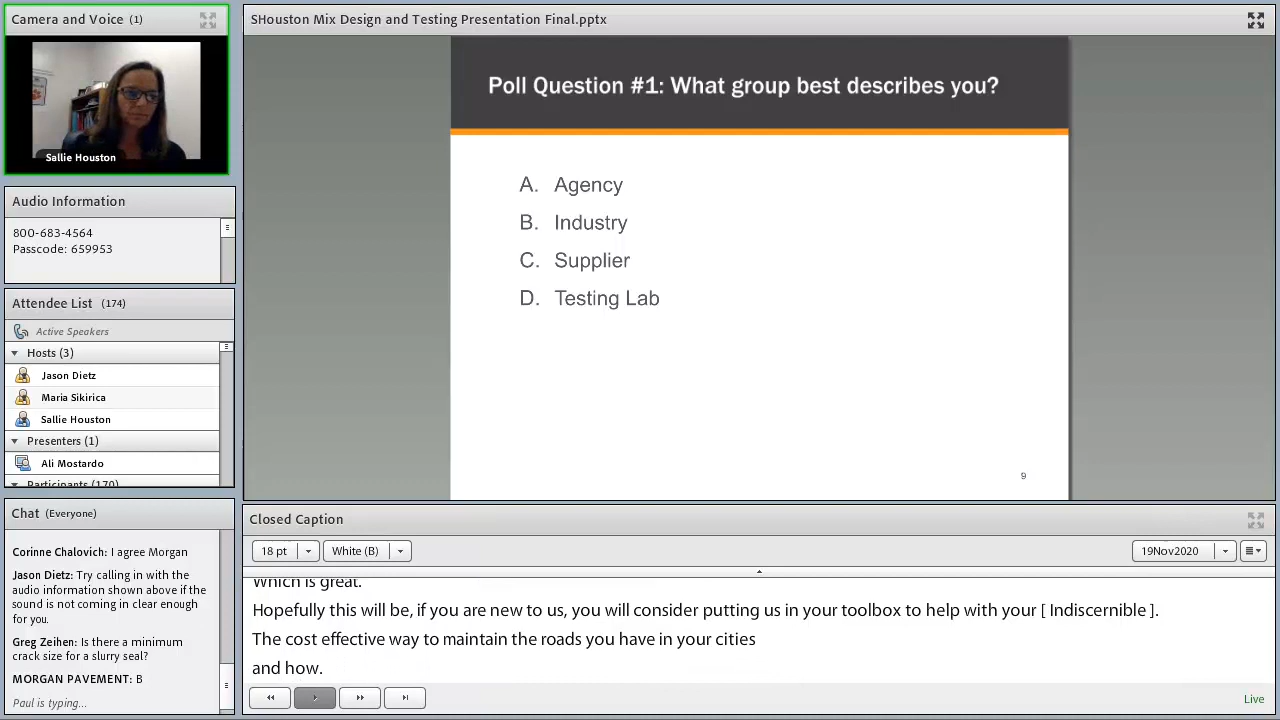 Camera and Voice (1)
Sallie Houston
Audio Information
800-683-4564
Passcode: 659953
Attendee List (174)
Active Speakers
Hosts (3)
Jason Dietz
Maria Sikirica
Sallie Houston
Presenters (1)
Ali Mostardo
Participants (170)
Chat (Everyone)
Corinne Chalovich: I agree Morgan
Jason Dietz: Try calling in with the
audio information shown above if the
sound is not coming in clear enough
for you.
Greg Zeihen: Is there a minimum
crack size for a slurry seal?
MORGAN PAVEMENT: B
Paul is typing...
SHouston Mix Design and Testing Presentation Final.pptx
Poll Question #1: What group best describes you?
A. Agency
B. Industry
C. Supplier
D. Testing Lab
9
Closed Caption
18 pt
White (B)
19Nov2020
Which is great.
Hopefully this will be, if you are new to us, you will consider putting us in your toolbox to help with your [ Indiscernible ].
The cost effective way to maintain the roads you have in your cities
and how.
Live